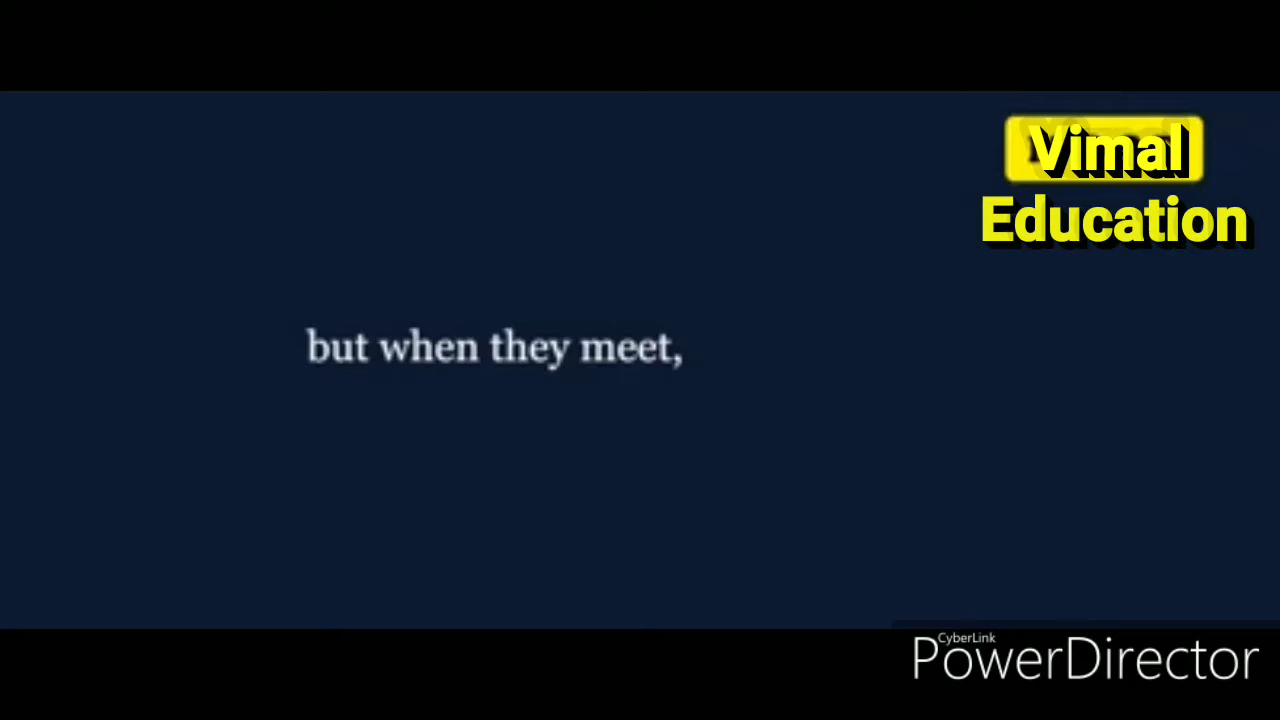 Vimal
Education
but when they meet,
CyberLink
PowerDirector